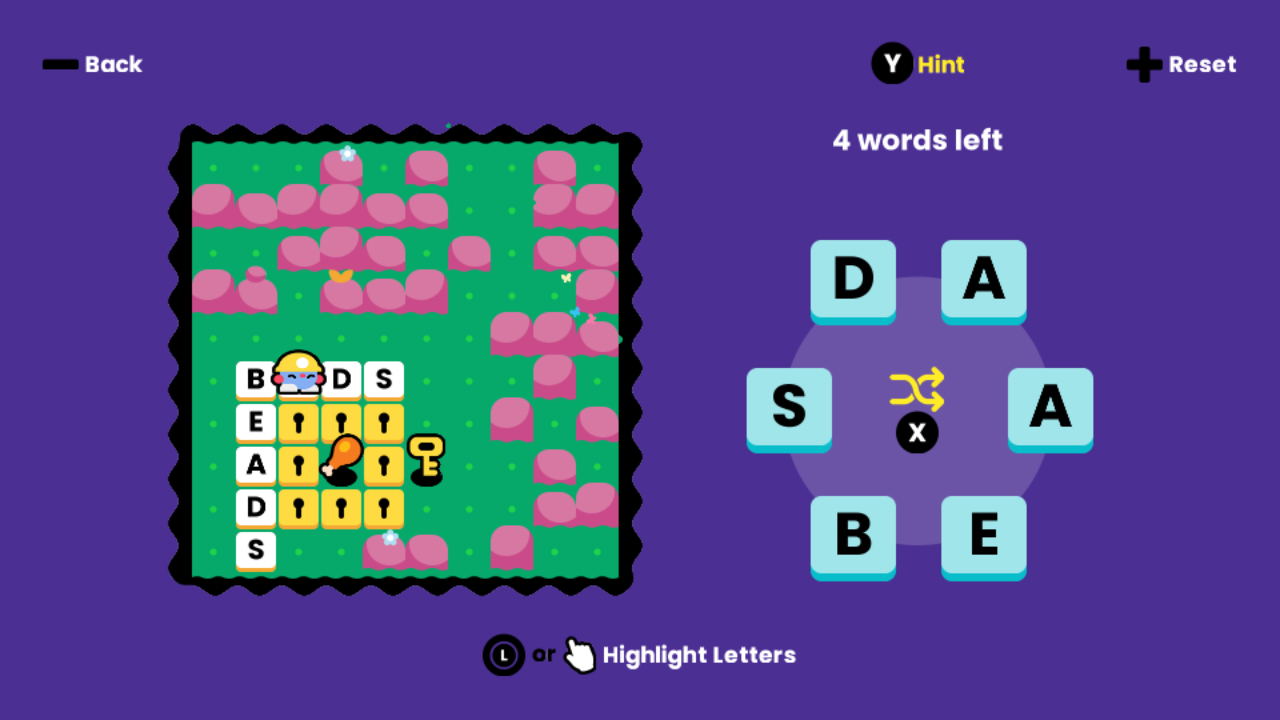 Back
Y Hint
Reset
4 words left
D A
S A
X
B E
B D S
E
A
D
S
L or Highlight Letters